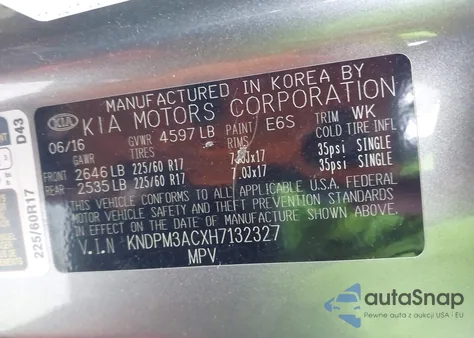 MANUFACTURED IN KOREA BY
KIA KIA MOTORS CORPORATION
06/16 GVWR 4597 LB PAINT E6S TRIM WK
TIRES RIMS COLD TIRE INFL
FRONT 2646 LB 225/60 R17 7.0Jx17 35psi SINGLE
REAR 2535 LB 225/60 R17 7.0Jx17 35psi SINGLE
THIS VEHICLE CONFORMS TO ALL APPLICABLE U.S.A. FEDERAL
MOTOR VEHICLE SAFETY, BUMPER, AND THEFT PREVENTION STANDARDS
IN EFFECT ON THE DATE OF MANUFACTURE SHOWN ABOVE.
V.I.N KNDPM3ACXH7132327
MPV
D43
225/60R17
autoSnap
Pewne auta z aukcji USA i EU